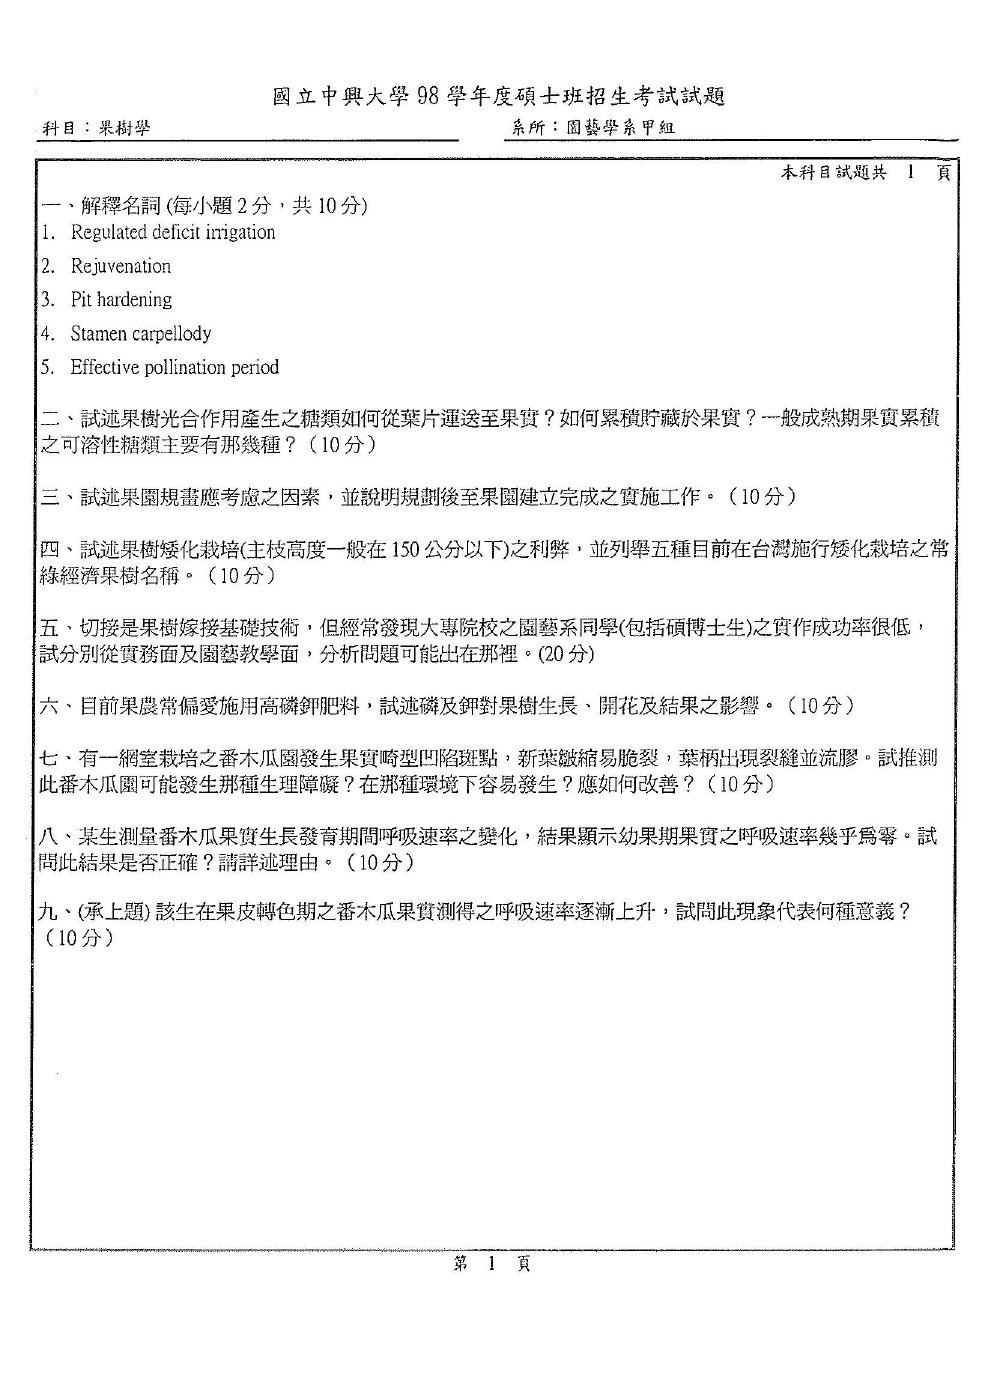 國立中興大學 98 學年度碩士班招生考試試題
科目：果樹學 系所：園藝學系甲組
本科目試題共 1 頁
一、解釋名詞 (每小題 2 分，共 10 分)
1. Regulated deficit irrigation
2. Rejuvenation
3. Pit hardening
4. Stamen carpellody
5. Effective pollination period
二、試述果樹光合作用產生之糖類如何從葉片運送至果實？如何累積貯藏於果實？一般成熟期果實累積
之可溶性糖類主要有那幾種？（10 分）
三、試述果園規畫應考慮之因素，並說明規劃後至果園建立完成之實施工作。（10 分）
四、試述果樹矮化栽培(主枝高度一般在 150 公分以下)之利弊，並列舉五種目前在台灣施行矮化栽培之常
綠經濟果樹名稱。（10 分）
五、切接是果樹嫁接基礎技術，但經常發現大專院校之園藝系同學(包括碩博士生)之實作成功率很低，
試分別從實務面及園藝教學面，分析問題可能出在那裡。(20 分)
六、目前果農常偏愛施用高磷鉀肥料，試述磷及鉀對果樹生長、開花及結果之影響。（10 分）
七、有一網室栽培之番木瓜園發生果實畸型凹陷斑點，新葉皺縮易脆裂，葉柄出現裂縫並流膠。試推測
此番木瓜園可能發生那種生理障礙？在那種環境下容易發生？應如何改善？（10 分）
八、某生測量番木瓜果實生長發育期間呼吸速率之變化，結果顯示幼果期果實之呼吸速率幾乎為零。試
問此結果是否正確？請詳述理由。（10 分）
九、(承上題) 該生在果皮轉色期之番木瓜果實測得之呼吸速率逐漸上升，試問此現象代表何種意義？
（10 分）
第 1 頁